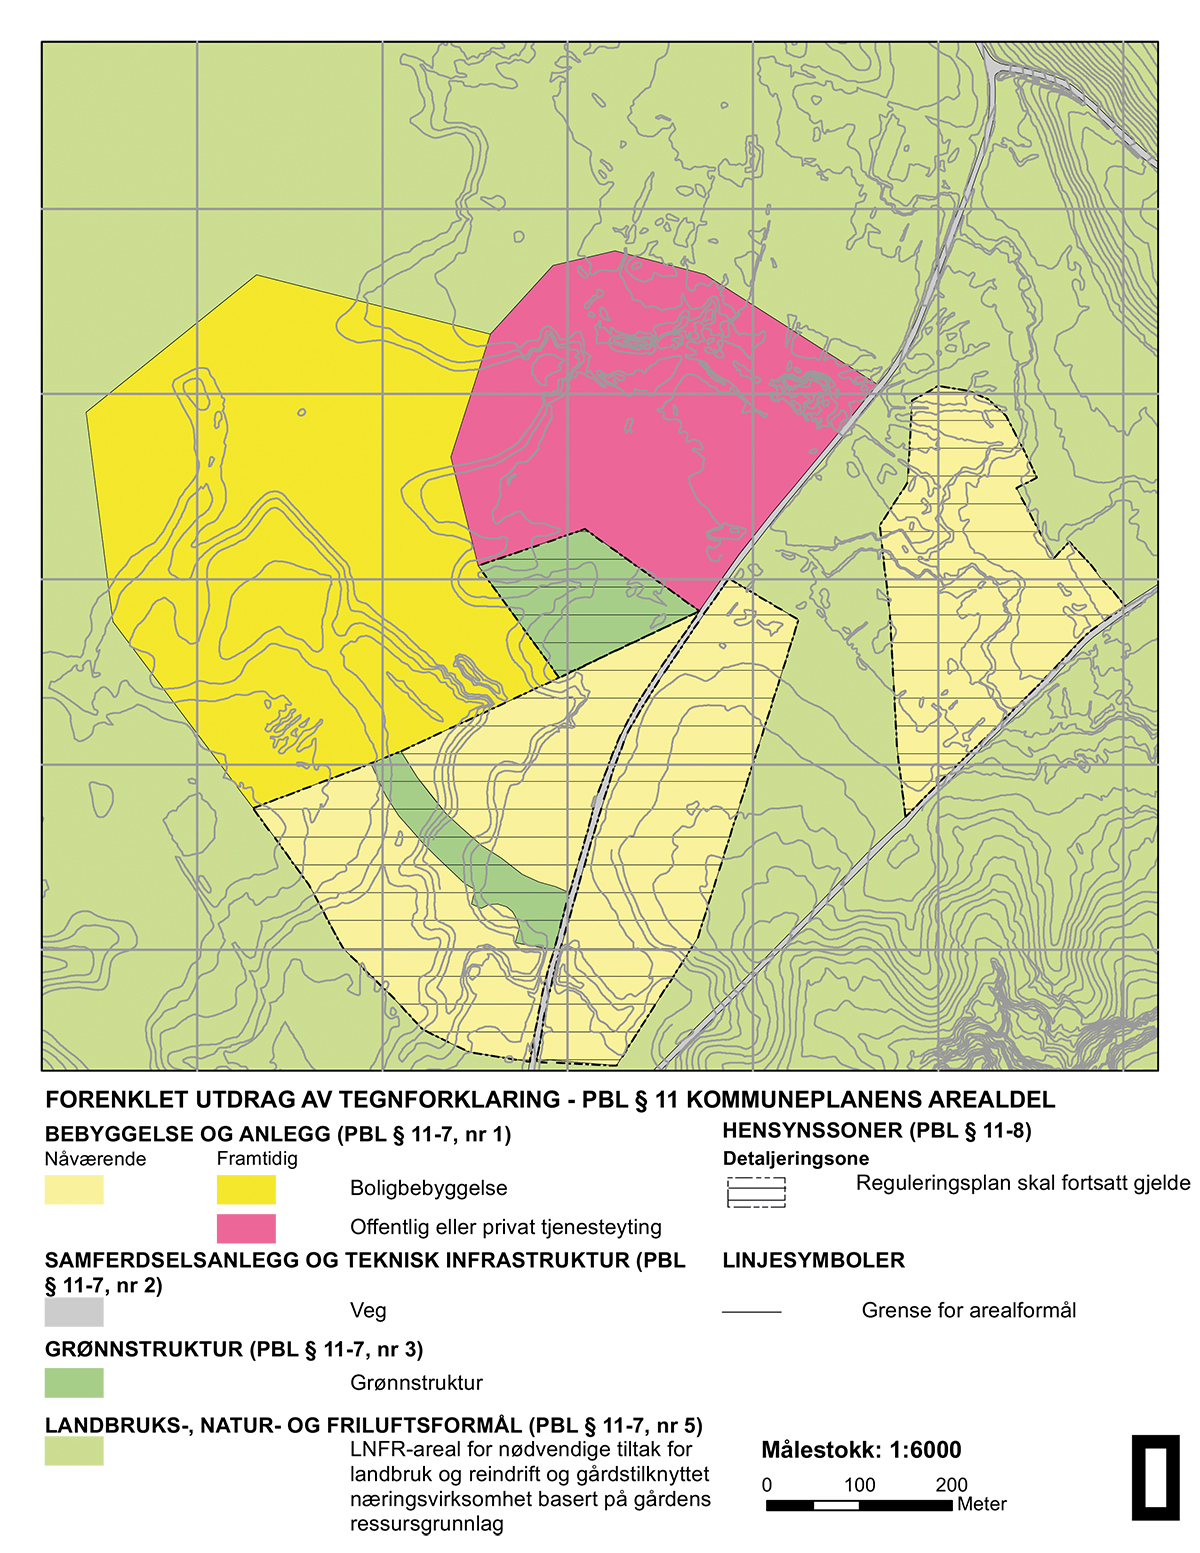 FORENKLET UTDRAG AV TEGNFORKLARING - PBL § 11 KOMMUNEPLANENS AREALDEL
BEBYGGELSE OG ANLEGG (PBL § 11-7, nr 1)
Nåværende
Framtidig
Boligbebyggelse
Offentlig eller privat tjenesteyting
SAMFERDSELSANLEGG OG TEKNISK INFRASTRUKTUR (PBL
§ 11-7, nr 2)
Veg
GRØNNSTRUKTUR (PBL § 11-7, nr 3)
Grønnstruktur
LANDBRUKS-, NATUR- OG FRILUFTSFORMÅL (PBL § 11-7, nr 5)
LNFR-areal for nødvendige tiltak for
landbruk og reindrift og gårdstilknyttet
næringsvirksomhet basert på gårdens
ressursgrunnlag
HENSYNSSONER (PBL § 11-8)
Detaljeringsone
Reguleringsplan skal fortsatt gjelde
LINJESYMBOLER
Grense for arealformål
Målestokk: 1:6000
0 100 200
Meter